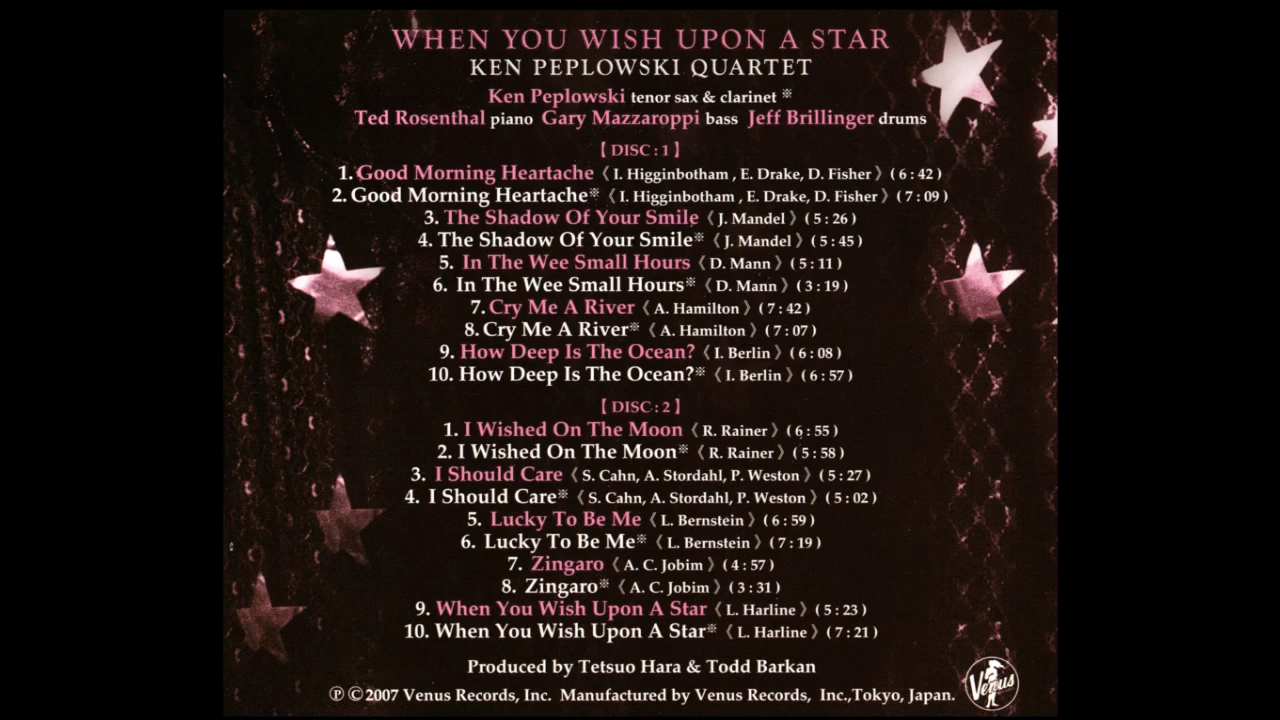 WHEN YOU WISH UPON A STAR
KEN PEPLOWSKI QUARTET
Ken Peplowski tenor sax & clarinet ※
Ted Rosenthal piano Gary Mazzaroppi bass Jeff Brillinger drums
【 DISC : 1 】
1. Good Morning Heartache 《 I. Higginbotham , E. Drake, D. Fisher 》 ( 6 : 42 )
2. Good Morning Heartache※ 《 I. Higginbotham , E. Drake, D. Fisher 》 ( 7 : 09 )
3. The Shadow Of Your Smile 《 J. Mandel 》 ( 5 : 26 )
4. The Shadow Of Your Smile※ 《 J. Mandel 》 ( 5 : 45 )
5. In The Wee Small Hours 《 D. Mann 》 ( 5 : 11 )
6. In The Wee Small Hours※ 《 D. Mann 》 ( 3 : 19 )
7. Cry Me A River 《 A. Hamilton 》 ( 7 : 42 )
8. Cry Me A River※ 《 A. Hamilton 》 ( 7 : 07 )
9. How Deep Is The Ocean? 《 I. Berlin 》 ( 6 : 08 )
10. How Deep Is The Ocean?※ 《 I. Berlin 》 ( 6 : 57 )
【 DISC : 2 】
1. I Wished On The Moon 《 R. Rainer 》 ( 6 : 55 )
2. I Wished On The Moon※ 《 R. Rainer 》 ( 5 : 58 )
3. I Should Care 《 S. Cahn, A. Stordahl, P. Weston 》 ( 5 : 27 )
4. I Should Care※ 《 S. Cahn, A. Stordahl, P. Weston 》 ( 5 : 02 )
5. Lucky To Be Me 《 L. Bernstein 》 ( 6 : 59 )
6. Lucky To Be Me※ 《 L. Bernstein 》 ( 7 : 19 )
7. Zingaro 《 A. C. Jobim 》 ( 4 : 57 )
8. Zingaro※ 《 A. C. Jobim 》 ( 3 : 31 )
9. When You Wish Upon A Star 《 L. Harline 》 ( 5 : 23 )
10. When You Wish Upon A Star※ 《 L. Harline 》 ( 7 : 21 )
Produced by Tetsuo Hara & Todd Barkan
℗ ©2007 Venus Records, Inc. Manufactured by Venus Records, Inc.,Tokyo, Japan.
Venus